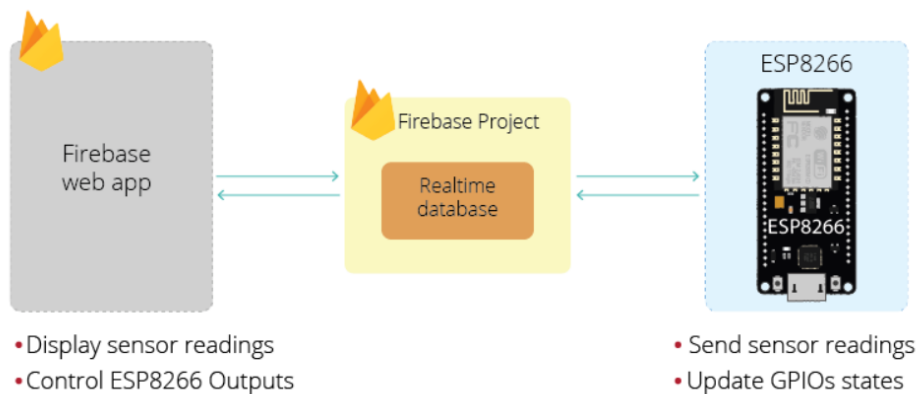 ESP8266
Firebase Project
Firebase
web app
Realtime
database
ESP8266
•Display sensor readings
•Control ESP8266 Outputs
• Send sensor readings
• Update GPIOs states